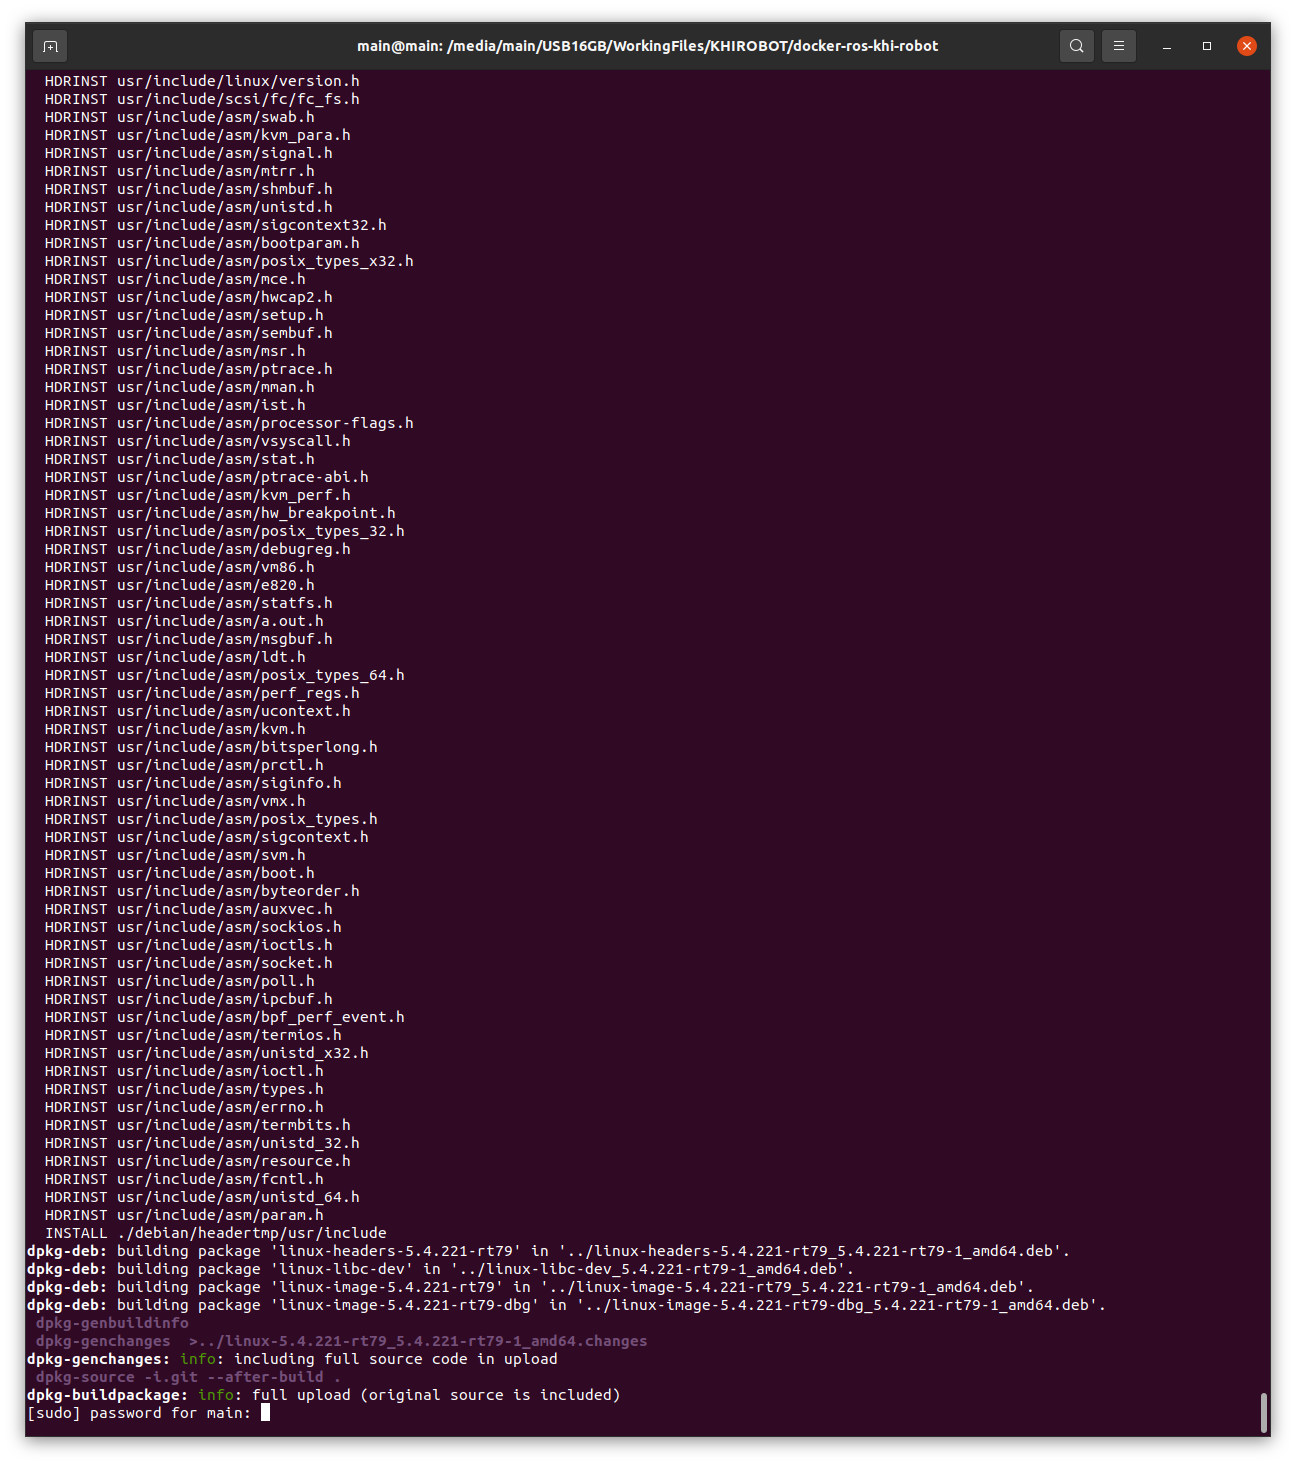 main@main: /media/main/USB16GB/WorkingFiles/KHIROBOT/docker-ros-khi-robot
HDRINST usr/include/linux/version.h
HDRINST usr/include/scsi/fc/fc_fs.h
HDRINST usr/include/asm/swab.h
HDRINST usr/include/asm/kvm_para.h
HDRINST usr/include/asm/signal.h
HDRINST usr/include/asm/mtrr.h
HDRINST usr/include/asm/shmbuf.h
HDRINST usr/include/asm/unistd.h
HDRINST usr/include/asm/sigcontext32.h
HDRINST usr/include/asm/bootparam.h
HDRINST usr/include/asm/posix_types_x32.h
HDRINST usr/include/asm/mce.h
HDRINST usr/include/asm/hwcap2.h
HDRINST usr/include/asm/setup.h
HDRINST usr/include/asm/sembuf.h
HDRINST usr/include/asm/msr.h
HDRINST usr/include/asm/ptrace.h
HDRINST usr/include/asm/mman.h
HDRINST usr/include/asm/ist.h
HDRINST usr/include/asm/processor-flags.h
HDRINST usr/include/asm/vsyscall.h
HDRINST usr/include/asm/stat.h
HDRINST usr/include/asm/ptrace-abi.h
HDRINST usr/include/asm/kvm_perf.h
HDRINST usr/include/asm/hw_breakpoint.h
HDRINST usr/include/asm/posix_types_32.h
HDRINST usr/include/asm/debugreg.h
HDRINST usr/include/asm/vm86.h
HDRINST usr/include/asm/e820.h
HDRINST usr/include/asm/statfs.h
HDRINST usr/include/asm/a.out.h
HDRINST usr/include/asm/msgbuf.h
HDRINST usr/include/asm/ldt.h
HDRINST usr/include/asm/posix_types_64.h
HDRINST usr/include/asm/perf_regs.h
HDRINST usr/include/asm/ucontext.h
HDRINST usr/include/asm/kvm.h
HDRINST usr/include/asm/bitsperlong.h
HDRINST usr/include/asm/prctl.h
HDRINST usr/include/asm/siginfo.h
HDRINST usr/include/asm/vmx.h
HDRINST usr/include/asm/posix_types.h
HDRINST usr/include/asm/sigcontext.h
HDRINST usr/include/asm/svm.h
HDRINST usr/include/asm/boot.h
HDRINST usr/include/asm/byteorder.h
HDRINST usr/include/asm/auxvec.h
HDRINST usr/include/asm/sockios.h
HDRINST usr/include/asm/ioctls.h
HDRINST usr/include/asm/socket.h
HDRINST usr/include/asm/poll.h
HDRINST usr/include/asm/ipcbuf.h
HDRINST usr/include/asm/bpf_perf_event.h
HDRINST usr/include/asm/termios.h
HDRINST usr/include/asm/unistd_x32.h
HDRINST usr/include/asm/ioctl.h
HDRINST usr/include/asm/types.h
HDRINST usr/include/asm/errno.h
HDRINST usr/include/asm/termbits.h
HDRINST usr/include/asm/unistd_32.h
HDRINST usr/include/asm/resource.h
HDRINST usr/include/asm/fcntl.h
HDRINST usr/include/asm/unistd_64.h
HDRINST usr/include/asm/param.h
INSTALL ./debian/headertmp/usr/include
dpkg-deb: building package 'linux-headers-5.4.221-rt79' in '../linux-headers-5.4.221-rt79_5.4.221-rt79-1_amd64.deb'.
dpkg-deb: building package 'linux-libc-dev' in '../linux-libc-dev_5.4.221-rt79-1_amd64.deb'.
dpkg-deb: building package 'linux-image-5.4.221-rt79' in '../linux-image-5.4.221-rt79_5.4.221-rt79-1_amd64.deb'.
dpkg-deb: building package 'linux-image-5.4.221-rt79-dbg' in '../linux-image-5.4.221-rt79-dbg_5.4.221-rt79-1_amd64.deb'.
dpkg-genbuildinfo
dpkg-genchanges  >../linux-5.4.221-rt79_5.4.221-rt79-1_amd64.changes
dpkg-genchanges: info: including full source code in upload
dpkg-source -i.git --after-build .
dpkg-buildpackage: info: full upload (original source is included)
[sudo] password for main: